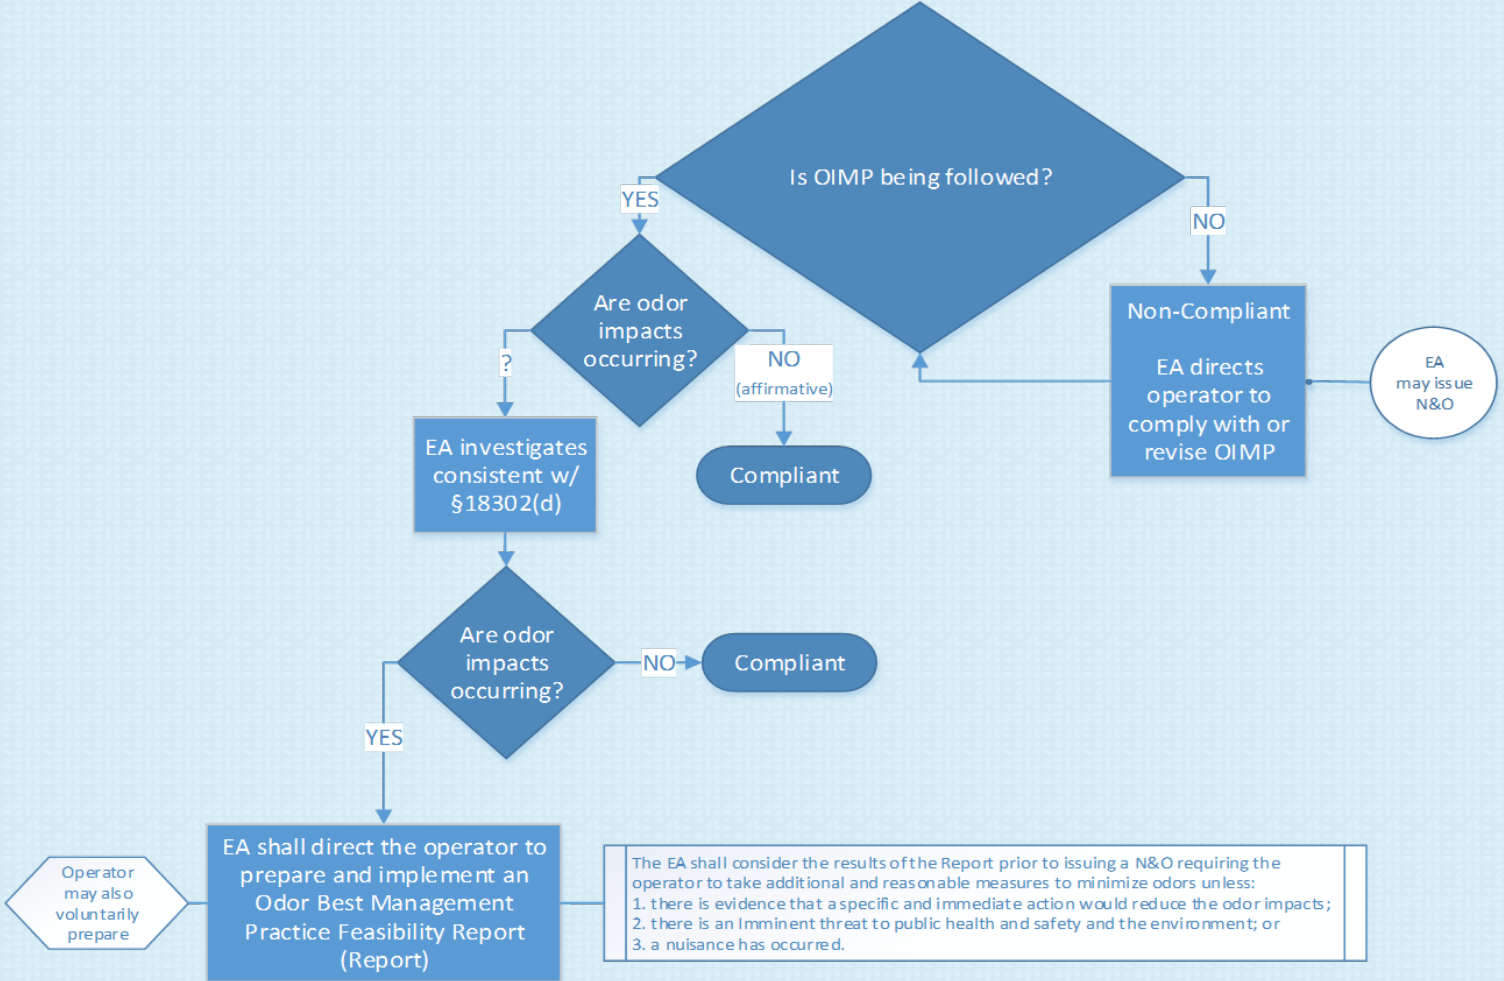 Is OIMP being followed?
YES
NO
Are odor
impacts
occurring?
?
NO
(affirmative)
Non-Compliant
EA directs
operator to
comply with or
revise OIMP
EA
may issue
N&O
EA investigates
consistent w/
§18302(d)
Compliant
Are odor
impacts
occurring?
NO
Compliant
YES
Operator
may also
voluntarily
prepare
EA shall direct the operator to
prepare and implement an
Odor Best Management
Practice Feasibility Report
(Report)
The EA shall consider the results of the Report prior to issuing a N&O requiring the
operator to take additional and reasonable measures to minimize odors unless:
1. there is evidence that a specific and immediate action would reduce the odor impacts;
2. there is an Imminent threat to public health and safety and the environment; or
3. a nuisance has occurred.